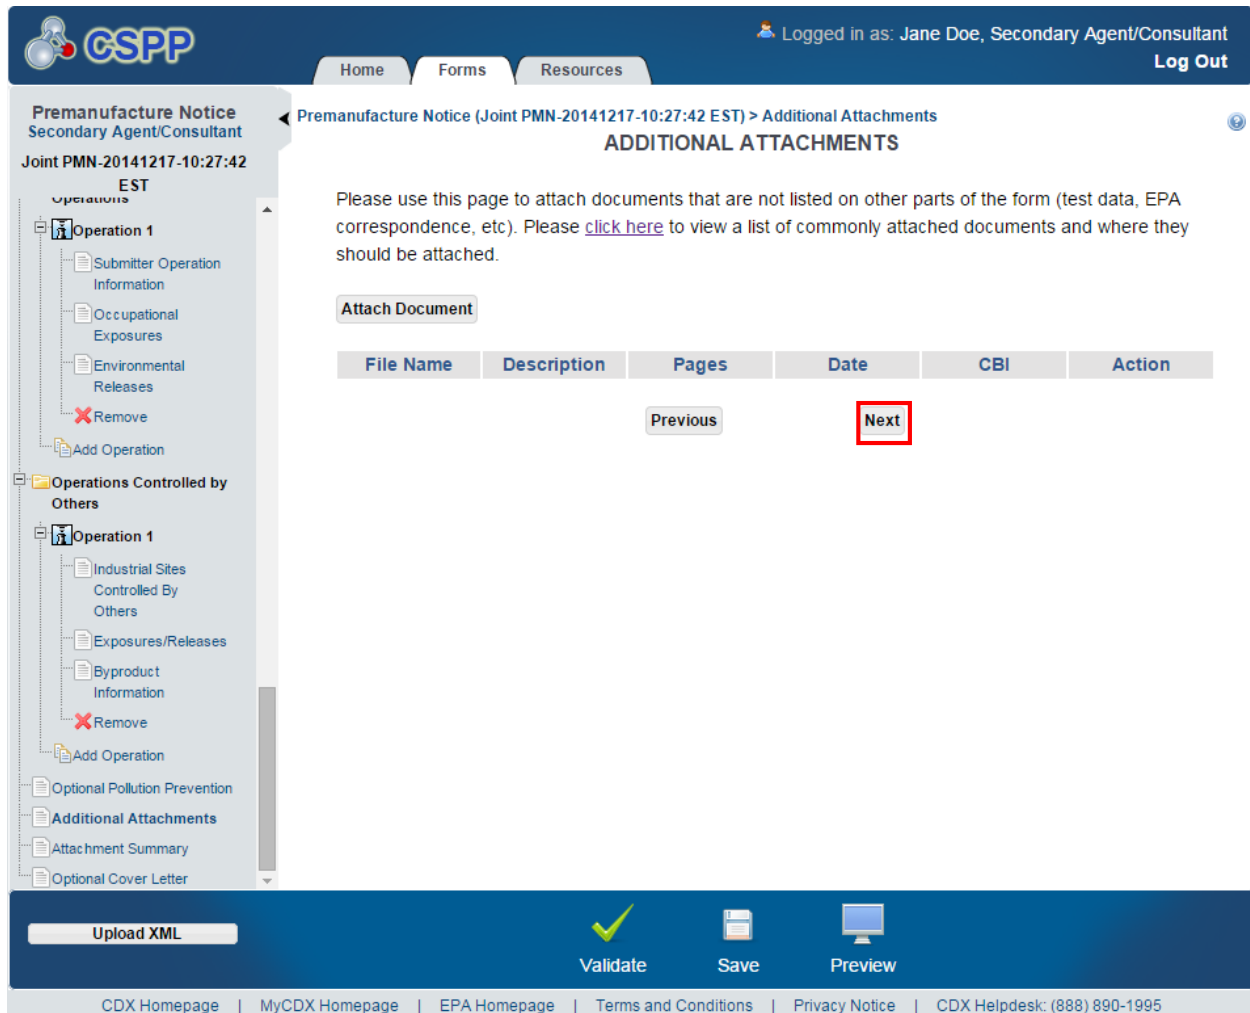 CSPP
Logged in as: Jane Doe, Secondary Agent/Consultant
Log Out
Home
Forms
Resources
Premanufacture Notice
Secondary Agent/Consultant
Joint PMN-20141217-10:27:42
EST
Operations
Operation 1
Submitter Operation
Information
Occupational
Exposures
Environmental
Releases
Remove
Add Operation
Operations Controlled by
Others
Operation 1
Industrial Sites
Controlled By
Others
Exposures/Releases
Byproduct
Information
Remove
Add Operation
Optional Pollution Prevention
Additional Attachments
Attachment Summary
Optional Cover Letter
Premanufacture Notice (Joint PMN-20141217-10:27:42 EST) > Additional Attachments
ADDITIONAL ATTACHMENTS
Please use this page to attach documents that are not listed on other parts of the form (test data, EPA
correspondence, etc). Please click here to view a list of commonly attached documents and where they
should be attached.
Attach Document
File Name Description Pages Date CBI Action
Previous Next
Upload XML
Validate Save Preview
CDX Homepage | MyCDX Homepage | EPA Homepage | Terms and Conditions | Privacy Notice | CDX Helpdesk: (888) 890-1995